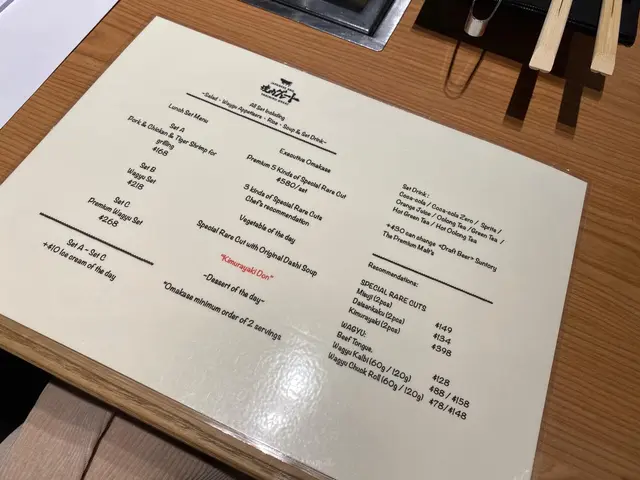 All Set Including
~Salad・Wagyu Appetizers・Rice・Soup & Set Drink~
Lunch Set Menu
Set A
Pork & Chicken & Tiger Shrimp for
grilling
$168
Set B
Wagyu Set
$218
Set C
Premium Wagyu Set
$268
Set A ~ Set C
+$10 Ice cream of the day
Executive Omakase
Premium 5 Kinds of Special Rare Cut
$580/set
3 kinds of Special Rare Cuts
Chef's recommendation
Vegetable of the day
Special Rare Cut with Original Dashi Soup
"Kimurayaki Don"
~Dessert of the day~
*Omakase minimum order of 2 servings
Set Drink :
Coca-cola / Coca-cola Zero / Sprite /
Orange Juice / Oolong Tea /Green Tea /
Hot Green Tea / Hot Oolong Tea
+$30 can change <Draft Beer> Suntory
The Premium Malt's
Recommendations:
SPECIAL RARE CUTS
Misuji (2pcs) $149
Daisankaku (2pcs) $134
Kimurayaki (2pcs) $398
WAGYU:
Beef Tongue. $128
Wagyu Kalbi (60g / 120g) $88 / $158
Wagyu Chuck Roll (60g / 120g) $78/$148